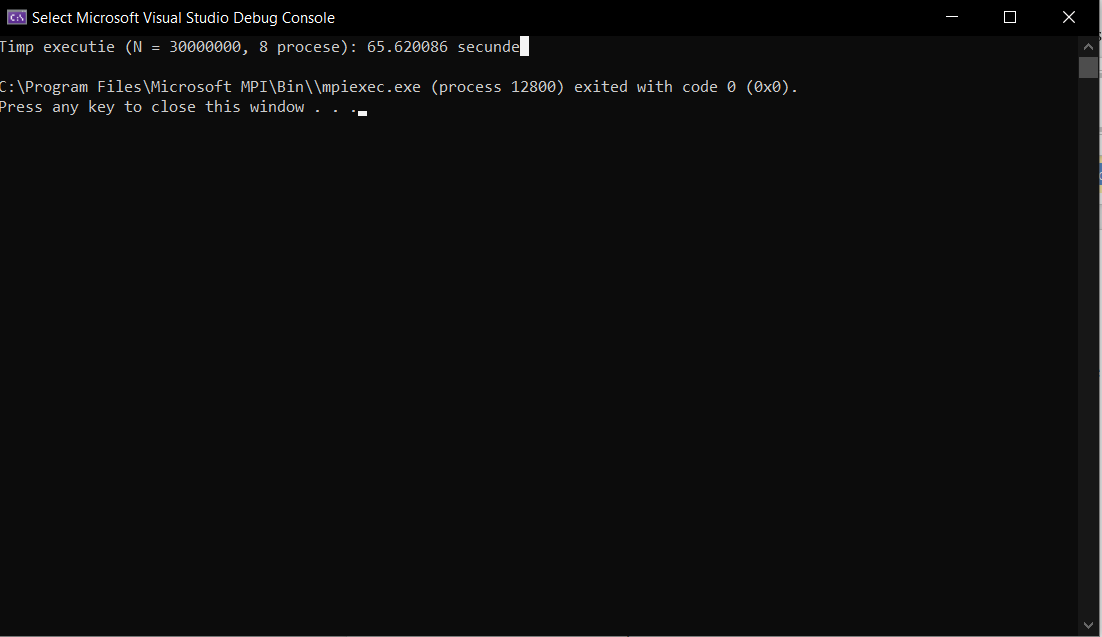 Select Microsoft Visual Studio Debug Console
Timp executie (N = 30000000, 8 procese): 65.620086 secunde
C:\Program Files\Microsoft MPI\Bin\\mpiexec.exe (process 12800) exited with code 0 (0x0).
Press any key to close this window . . .